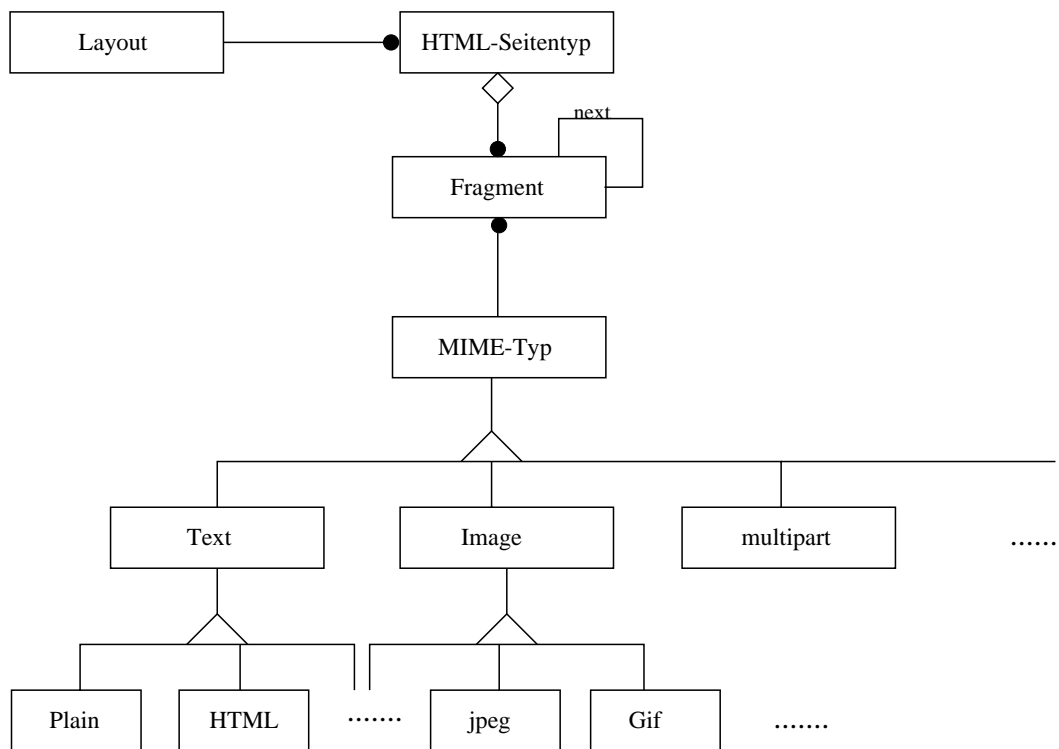 Layout
HTML-Seitentyp
next
Fragment
MIME-Typ
Text
Image
multipart
.......
Plain
HTML
.......
jpeg
Gif
.......